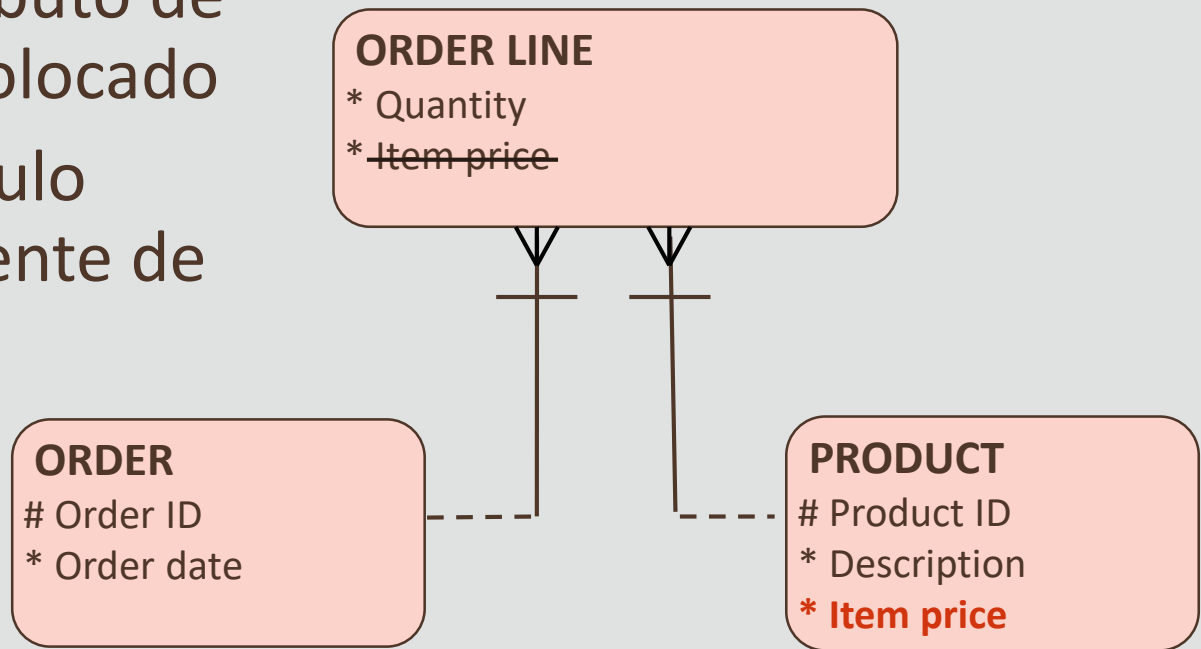 buto de
olocado
ulo
ente de
ORDER LINE
* Quantity
* Item price
ORDER
# Order ID
* Order date
PRODUCT
# Product ID
* Description
* Item price